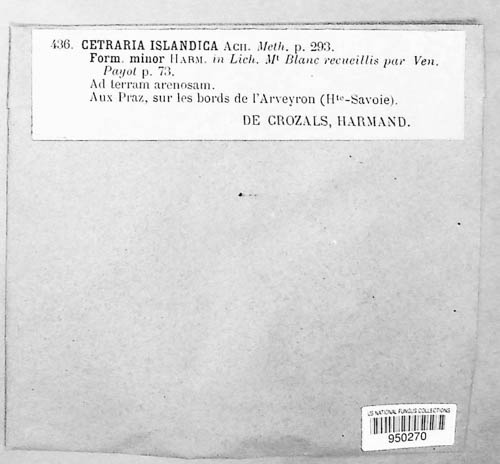 436. CETRARIA ISLANDICA ACH. Meth. p. 293.
Form. minor HARM. in Lich. Mt Blanc recueillis par Ven.
Payot p. 73.
Ad terram arenosam.
Aux Praz, sur les bords de l'Arveyron (Hte-Savoie).
DE CROZALS, HARMAND.
US NATIONAL FUNGUS COLLECTIONS
950270